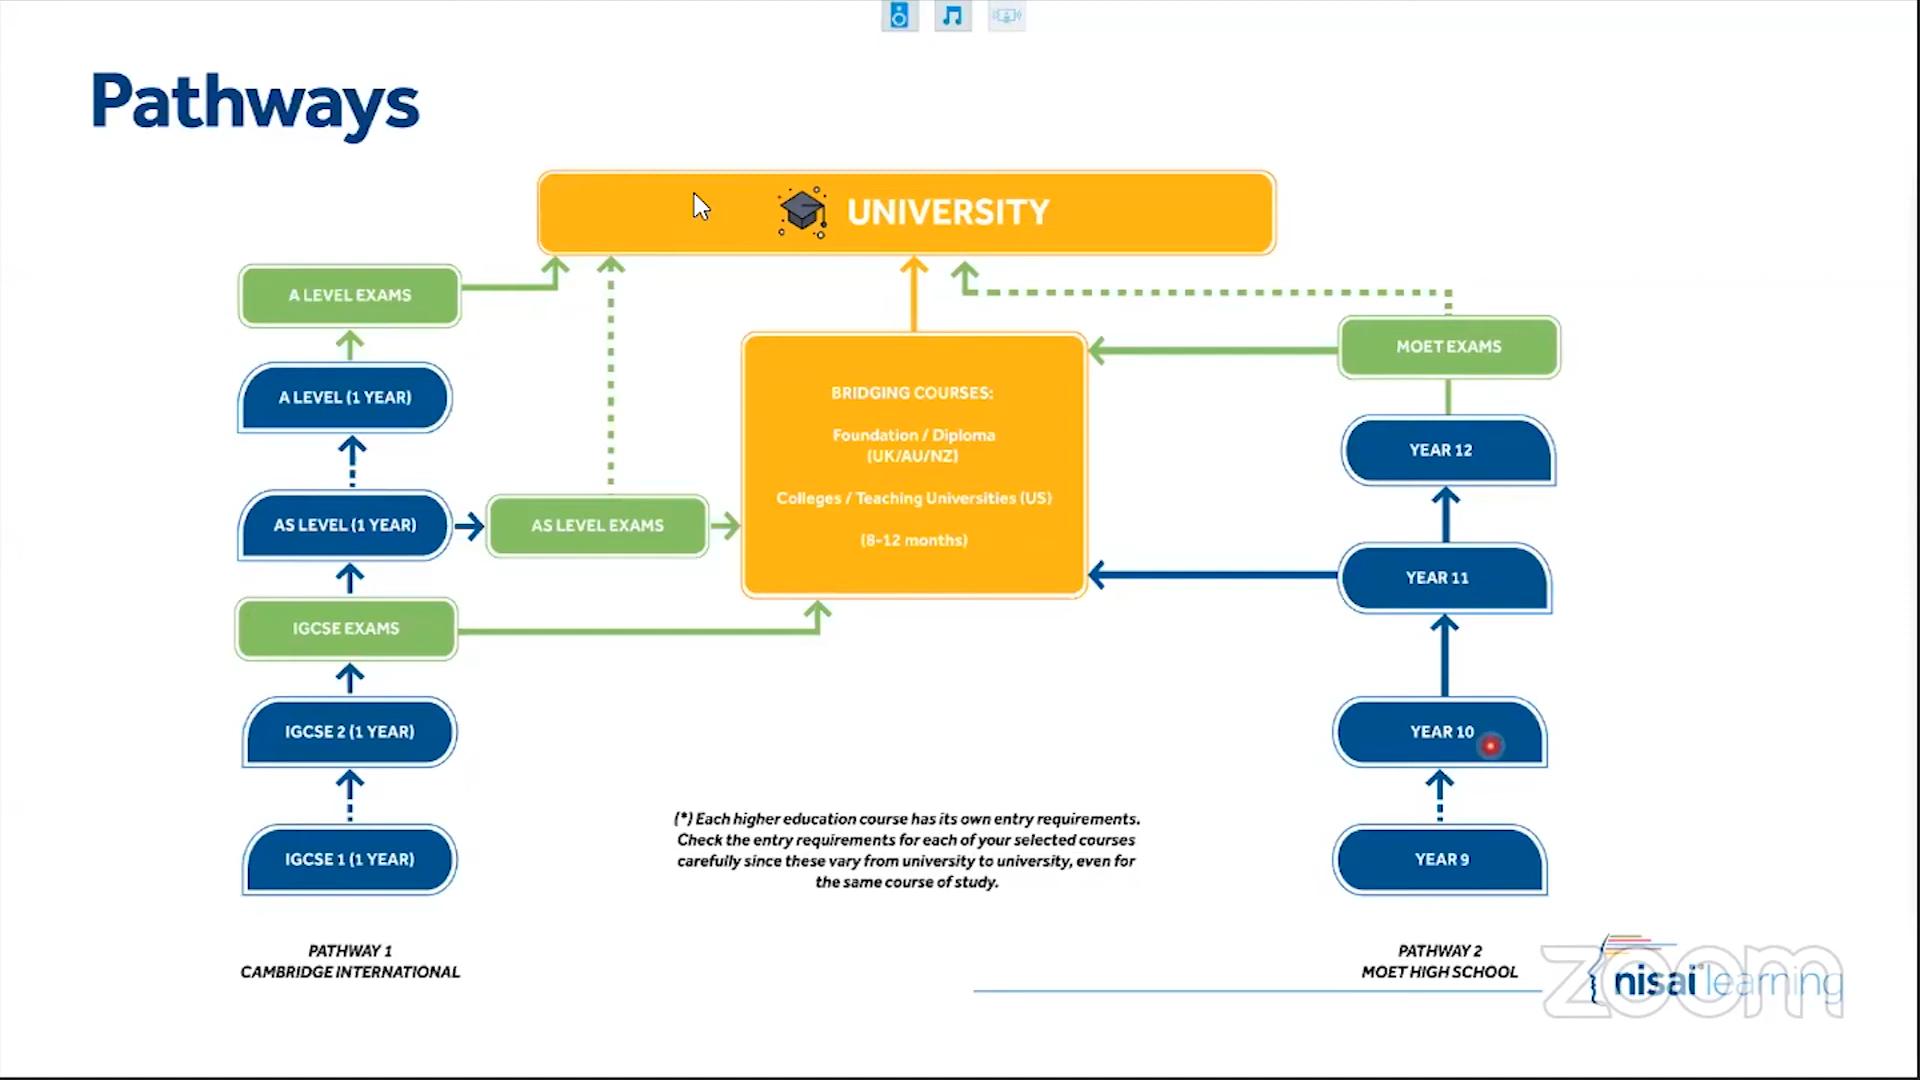 Pathways
UNIVERSITY
A LEVEL EXAMS
A LEVEL (1 YEAR)
AS LEVEL (1 YEAR)
AS LEVEL EXAMS
IGCSE EXAMS
IGCSE 2 (1 YEAR)
IGCSE 1 (1 YEAR)
PATHWAY 1
CAMBRIDGE INTERNATIONAL
BRIDGING COURSES:
Foundation / Diploma
(UK/AU/NZ)
Colleges / Teaching Universities (US)
(8-12 months)
(*) Each higher education course has its own entry requirements.
Check the entry requirements for each of your selected courses
carefully since these vary from university to university, even for
the same course of study.
MOET EXAMS
YEAR 12
YEAR 11
YEAR 10
YEAR 9
PATHWAY 2
MOET HIGH SCHOOL
nisai learning
zoom